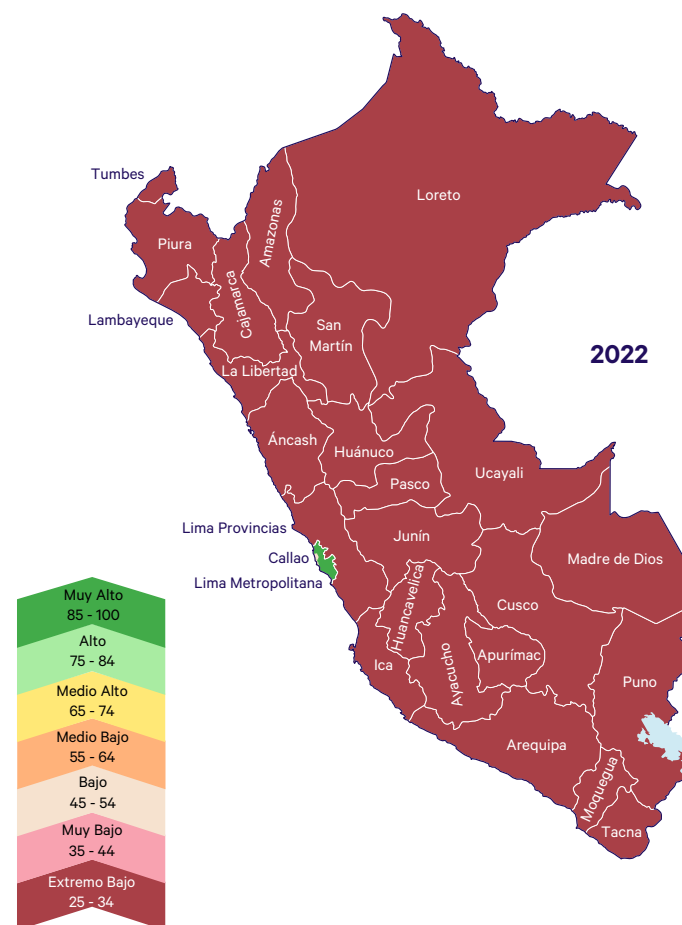 Tumbes
Loreto
Piura
Amazonas
Cajamarca
Lambayeque
San
Martín
2022
La Libertad
Áncash
Huánuco
Ucayali
Pasco
Lima Provincias
Junín
Callao
Madre de Dios
Lima Metropolitana
Huancavelica
Cusco
Ica
Ayacucho
Apurímac
Puno
Arequipa
Moquegua
Tacna
Muy Alto
85 - 100
Alto
75 - 84
Medio Alto
65 - 74
Medio Bajo
55 - 64
Bajo
45 - 54
Muy Bajo
35 - 44
Extremo Bajo
25 - 34